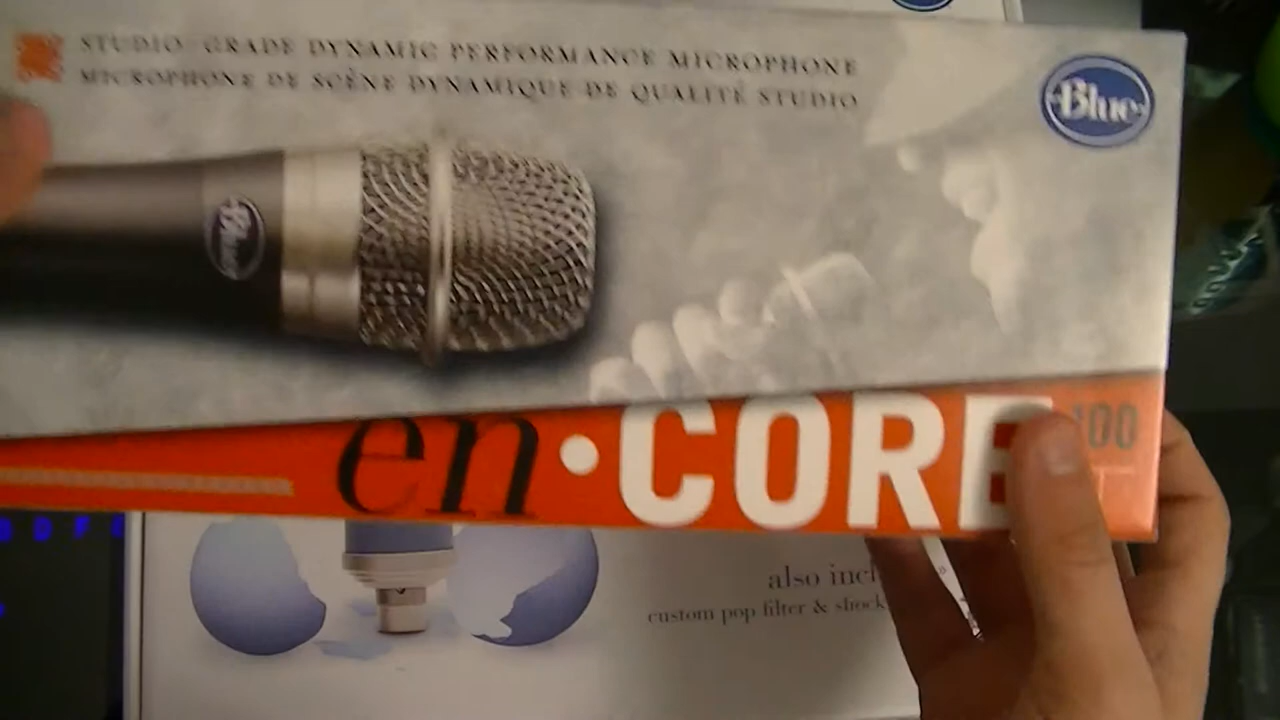 STUDIO-GRADE DYNAMIC PERFORMANCE MICROPHONE
MICROPHONE DE SCÈNE DYNAMIQUE DE QUALITÉ STUDIO
Blue
Blue
en•CORE 100
also incl
custom pop filter & shock